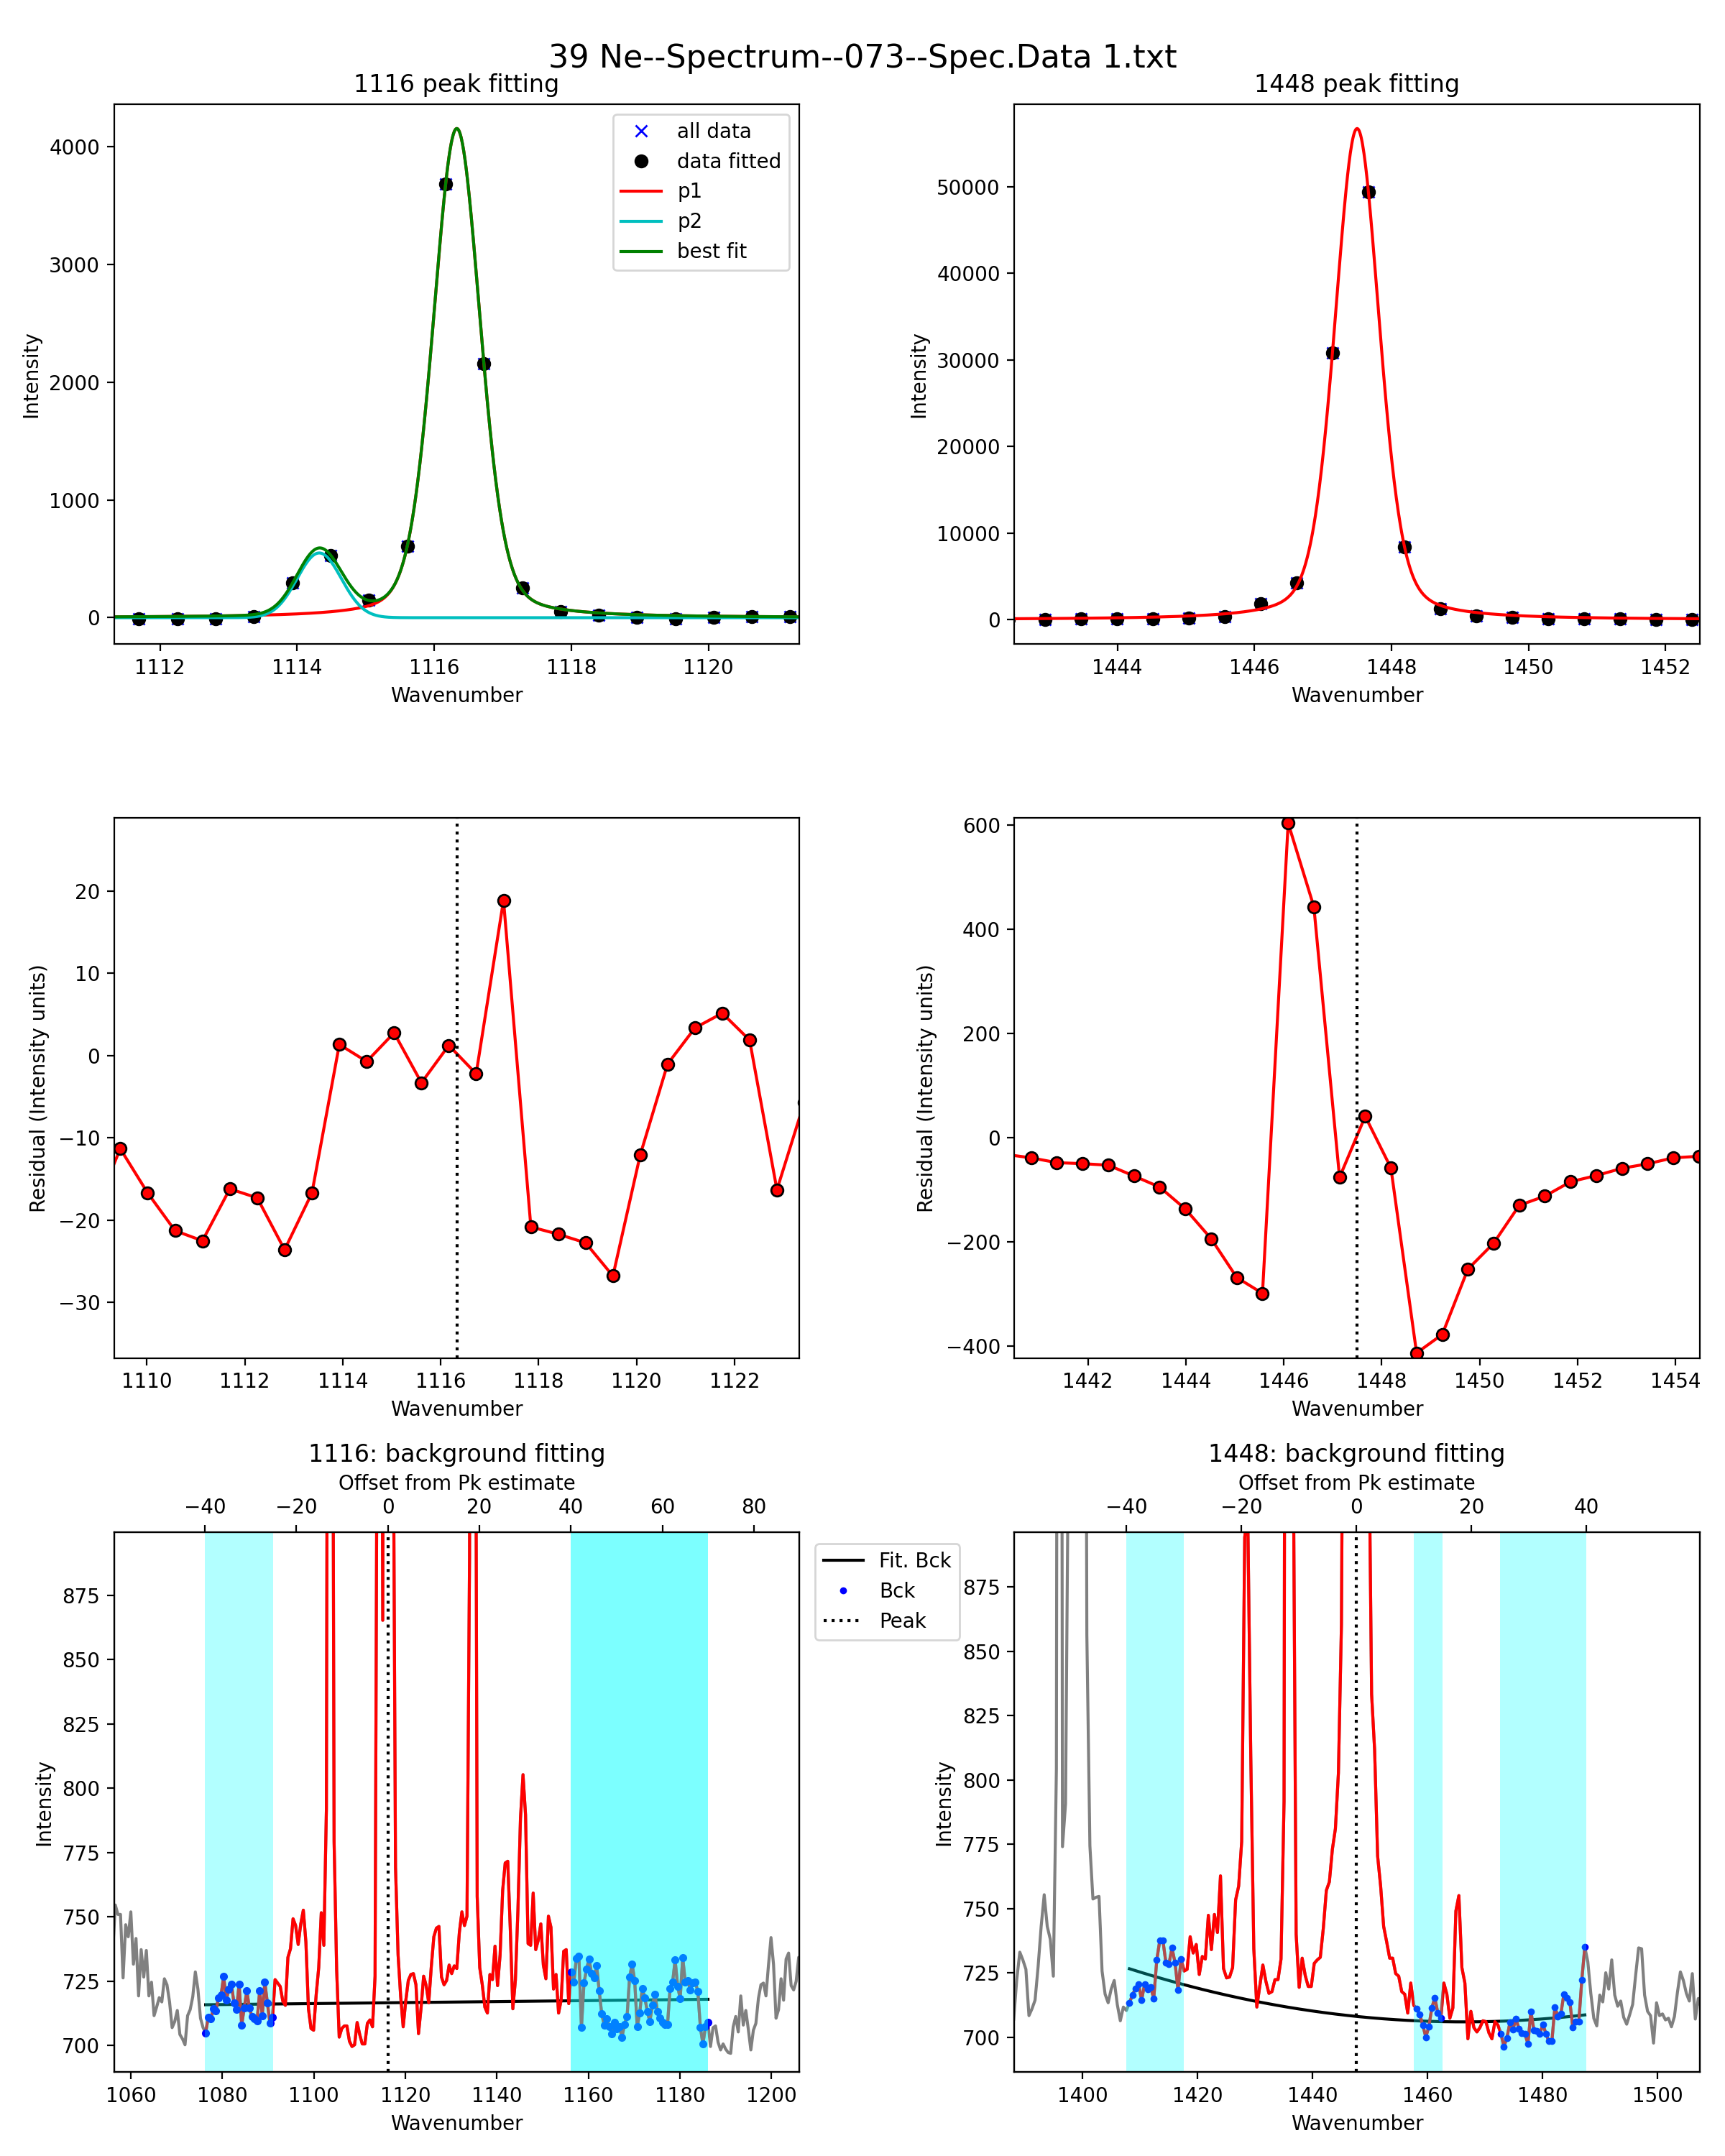 39 Ne--Spectrum--073--Spec.Data 1.txt
1116 peak fitting
1448 peak fitting
all data
data fitted
p1
p2
best fit
4000
3000
2000
1000
0
Intensity
1112 1114 1116 1118 1120
Wavenumber
50000
40000
30000
20000
10000
0
Intensity
1444 1446 1448 1450 1452
Wavenumber
20
10
0
−10
−20
−30
Residual (Intensity units)
1110 1112 1114 1116 1118 1120 1122
Wavenumber
600
400
200
0
−200
−400
Residual (Intensity units)
1442 1444 1446 1448 1450 1452 1454
Wavenumber
1116: background fitting
Offset from Pk estimate
−40 −20 0 20 40 60 80
875
850
825
800
775
750
725
700
Intensity
1060 1080 1100 1120 1140 1160 1180 1200
Wavenumber
Fit. Bck
Bck
Peak
1448: background fitting
Offset from Pk estimate
−40 −20 0 20 40
875
850
825
800
775
750
725
700
Intensity
1400 1420 1440 1460 1480 1500
Wavenumber